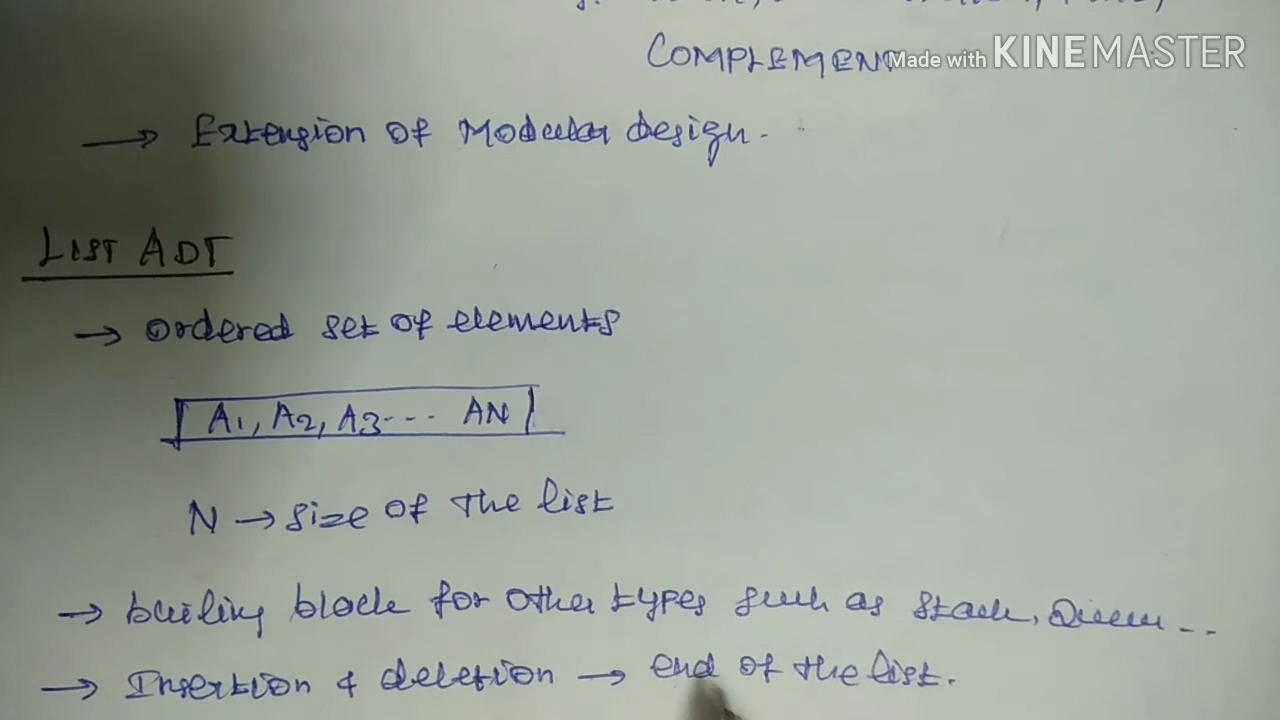 COMPLEMENT
Made with KINEMASTER
→ Extension of Modular design.
LIST ADT
→ Ordered set of elements
A1, A2, A3--- AN
N → size of the list
→ builing block for other types such as stack, Queue...
→ Insertion & deletion → end of the list.